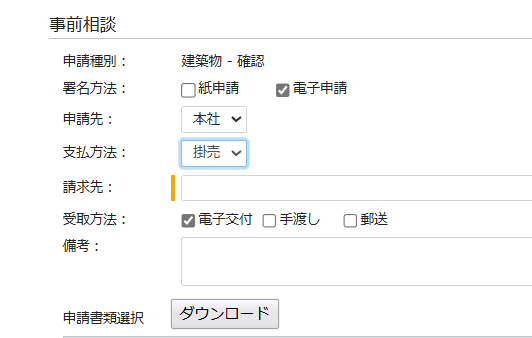 事前相談
申請種別： 建築物 - 確認
署名方法： 紙申請 電子申請
申請先： 本社
支払方法： 掛売
請求先：
受取方法： 電子交付 手渡し 郵送
備考：
申請書類選択 ダウンロード